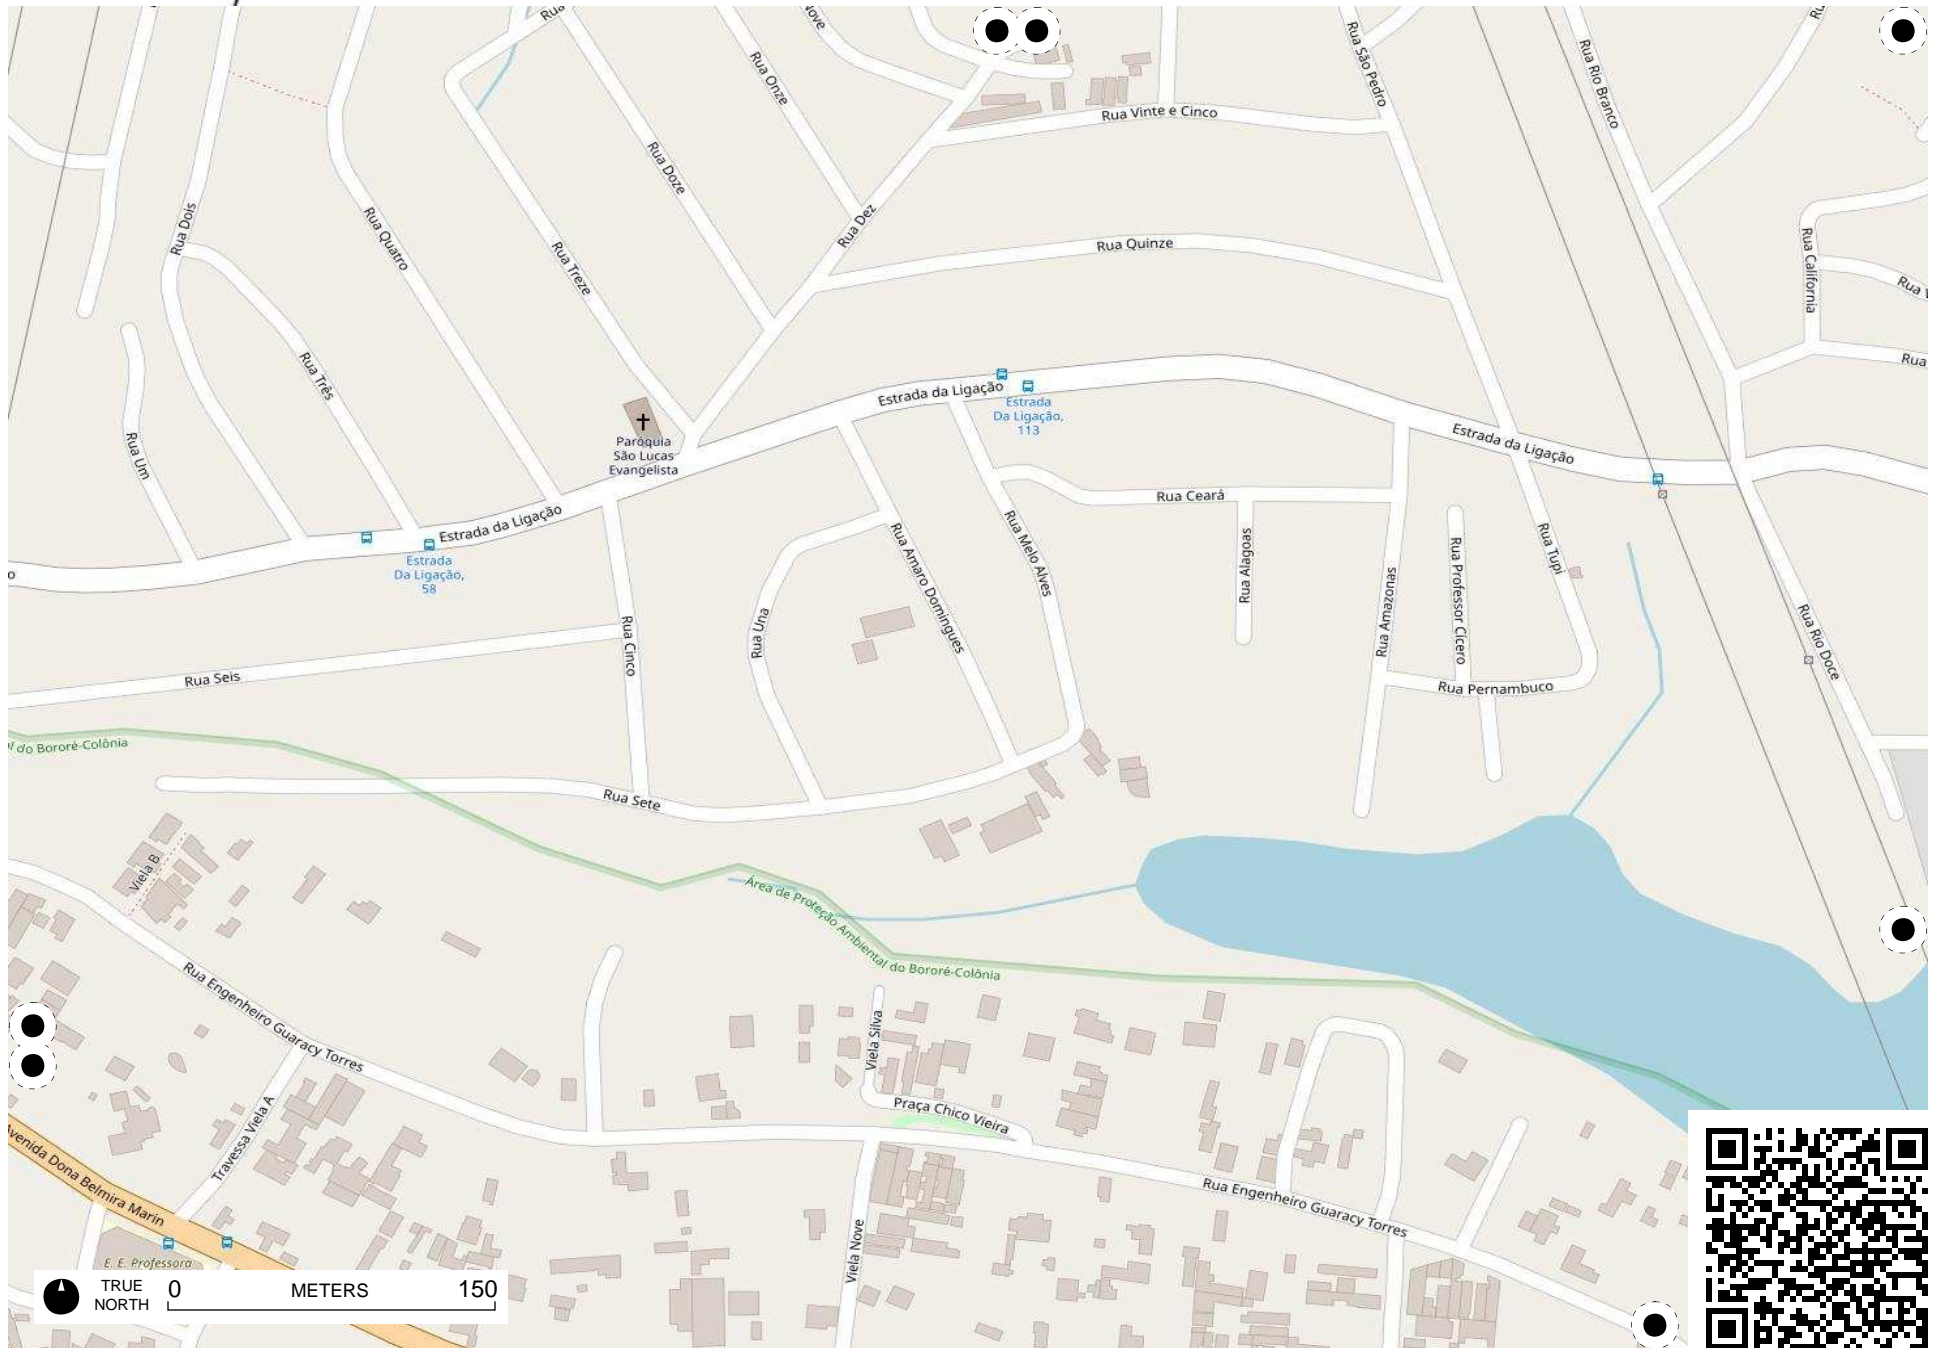 Rua
Nove
Rua Onze
Rua São Pedro
Rua Rio Branco
Rua Vinte e Cinco
Rua Doze
Rua Dois
Rua Quatro
Rua Dez
Rua Treze
Rua Quinze
Rua California
Rua Três
Rua
Estrada da Ligação
Estrada
Da Ligação,
113
Rua Um
Paróquia
São Lucas
Evangelista
Estrada da Ligação
Rua Ceará
Estrada da Ligação
Estrada
Da Ligação,
58
Rua Amaro Domingues
Rua Melo Alves
Rua Alagoas
Rua Amazonas
Rua Professor Cicero
Rua Tupi
Rua Una
Rua Cinco
Rua Rio Doce
Rua Seis
Rua Pernambuco
l do Bororé-Colônia
Rua Sete
Viela B
Área de Proteção Ambiental do Bororé-Colônia
Rua Engenheiro Guaracy Torres
Viela Silva
Praça Chico Vieira
Travessa Viela A
Avenida Dona Belmira Marin
Rua Engenheiro Guaracy Torres
Viela Nove
E. E. Professora
TRUE
NORTH
0 METERS 150